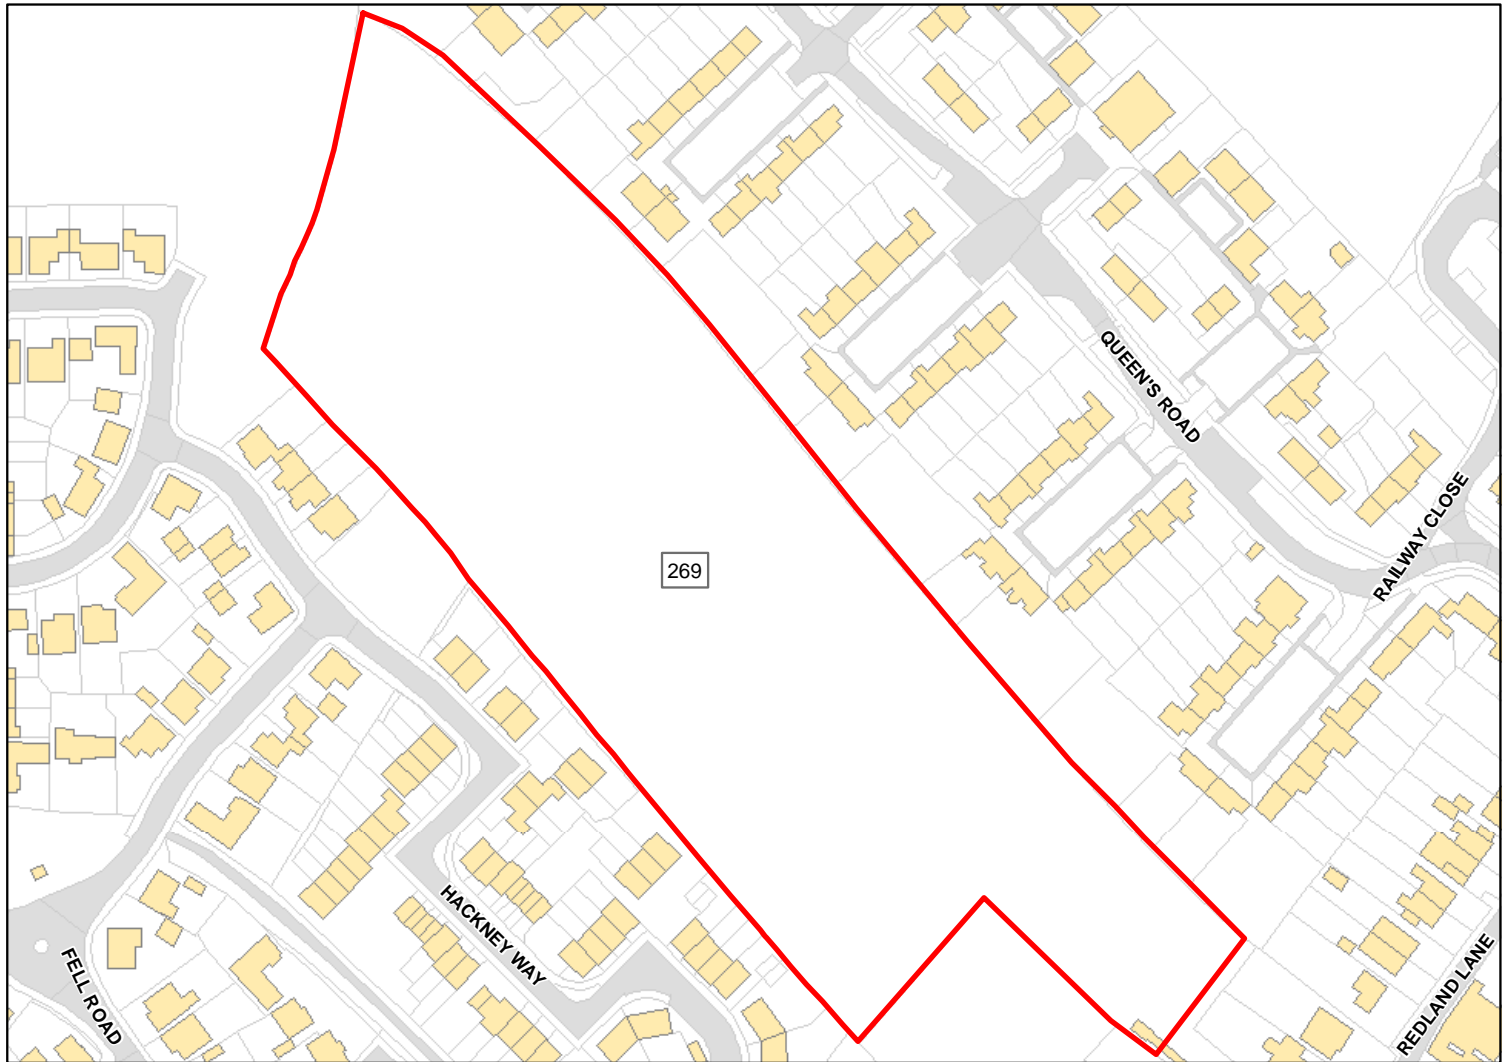 QUEEN'S ROAD
RAILWAY CLOSE
269
HACKNEY WAY
FELL ROAD
REDLAND LANE